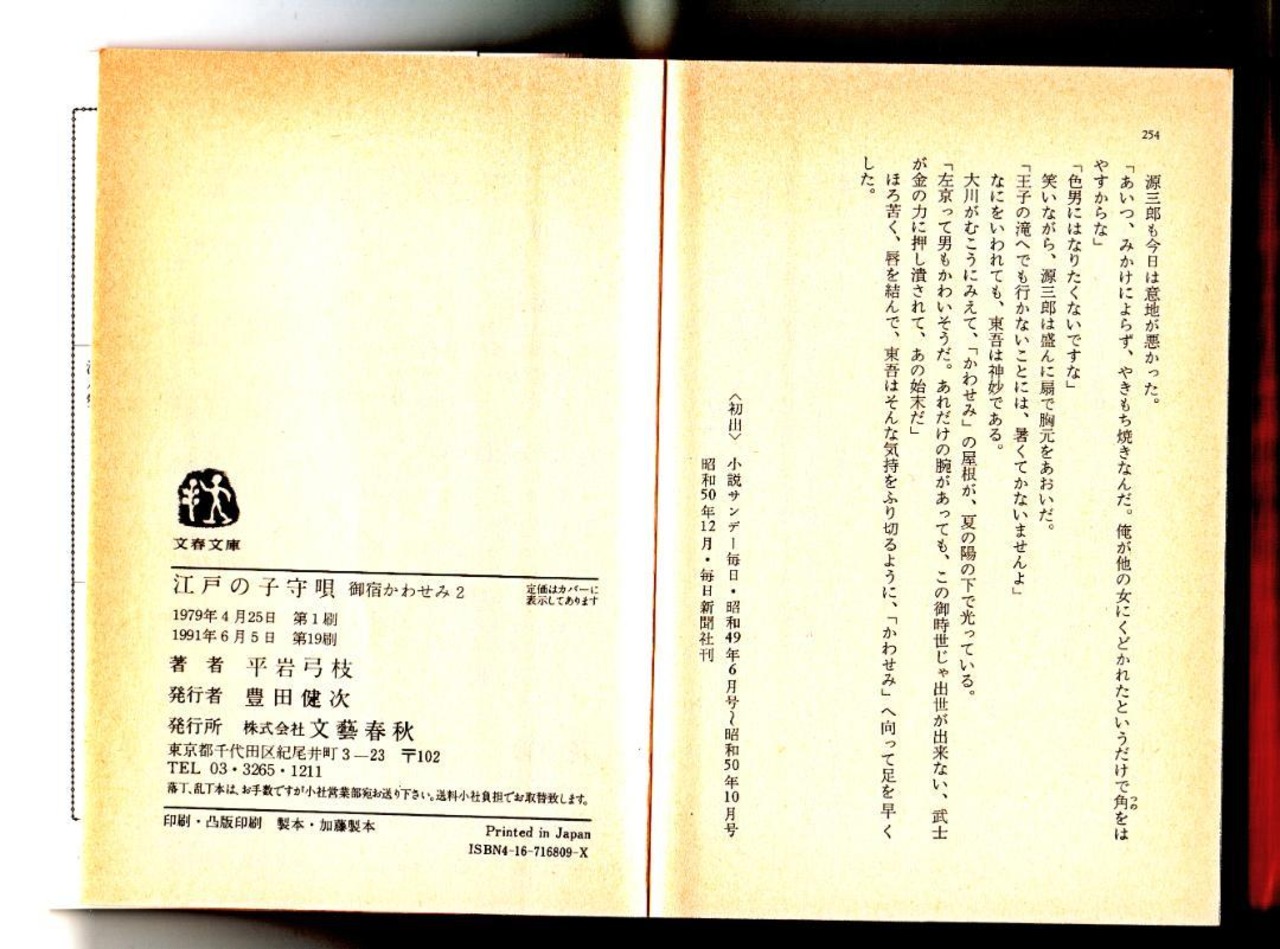 254
源三郎も今日は意地が悪かった。
「あいつ、みかけによらず、やきもち焼きなんだ。俺が他の女にくどかれたというだけで角をは
つの
やすからな」
「色男にはなりたくないですな」
笑いながら、源三郎は盛んに扇で胸元をあおいだ。
「王子の滝へでも行かないことには、暑くてかないませんよ」
なにをいわれても、東吾は神妙である。
大川がむこうにみえて、「かわせみ」の屋根が、夏の陽の下で光っている。
「左京って男もかわいそうだ。あれだけの腕があっても、この御時世じゃ出世が出来ない、武士
が金の力に押し潰されて、あの始末だ」
ほろ苦く、唇を結んで、東吾はそんな気持をふり切るように、「かわせみ」へ向って足を早く
した。
〈初出〉 小説サンデー毎日・昭和49年6月号〜昭和50年10月号
昭和50年12月・毎日新聞社刊
文春文庫
江戸の子守唄 御宿かわせみ2
定価はカバーに
表示してあります
1979年4月25日 第1刷
1991年6月5日 第19刷
著 者 平岩弓枝
発行者 豊田健次
発行所 株式会社 文藝春秋
東京都千代田区紀尾井町3—23 〒102
TEL 03・3265・1211
落丁、乱丁本は、お手数ですが小社営業部宛お送り下さい。送料小社負担でお取替致します。
印刷・凸版印刷 製本・加藤製本
Printed in Japan
ISBN4-16-716809-X